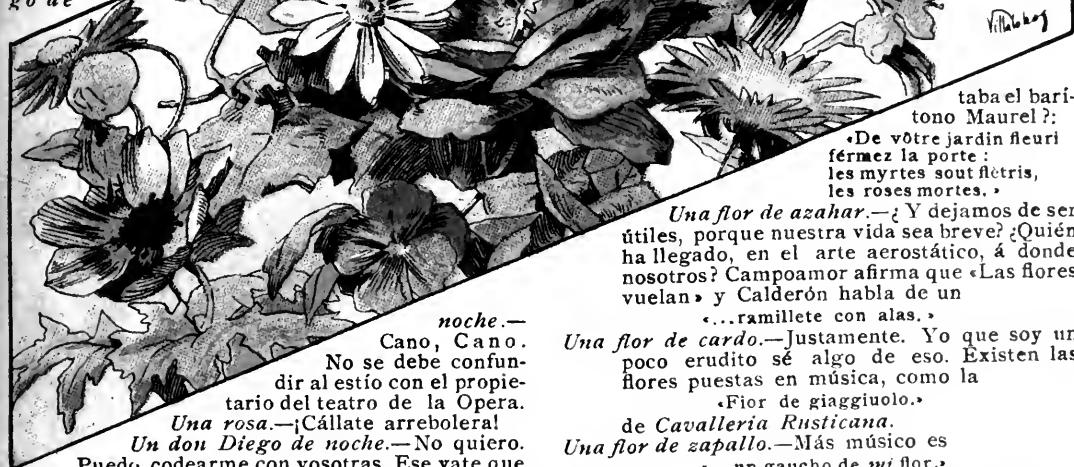 go de
Villalobos
noche.—
Cano, Cano.
No se debe confun-
dir al estío con el propie-
tario del teatro de la Opera.
Una rosa.—¡Cállate arrebolera!
Un don Diego de noche.—No quiero.
Puedo codearme con vosotras. Ese vate que
taba el barí-
tono Maurel?:
«De vôtre jardin fleuri
férmez la porte :
les myrtes sout flètris,
les roses mortes. »
Una flor de azahar.—¿Y dejamos de ser
útiles, porque nuestra vida sea breve? ¿Quién
ha llegado, en el arte aerostático, á donde
nosotros? Campoamor afirma que «Las flores
vuelan» y Calderón habla de un
«...ramillete con alas.»
Una flor de cardo.—Justamente. Yo que soy un
poco erudito sé algo de eso. Existen las
flores puestas en música, como la
«Fior de giaggiuolo.»
de Cavalleria Rusticana.
Una flor de zapallo.—Más músico es
un gaucho de mi flor.»